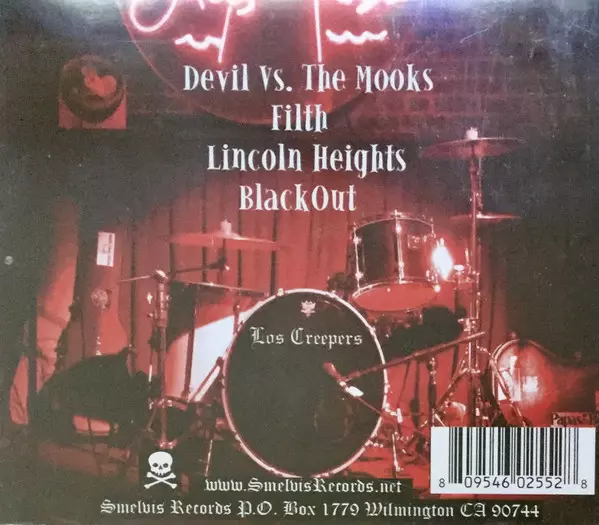 Devil Vs. The Mooks
Filth
Lincoln Heights
BlackOut
Los Creepers
www.SmelvisRecords.net
Smelvis Records P.O. Box 1779 Wilmington CA 90744
8 09546 02552 8